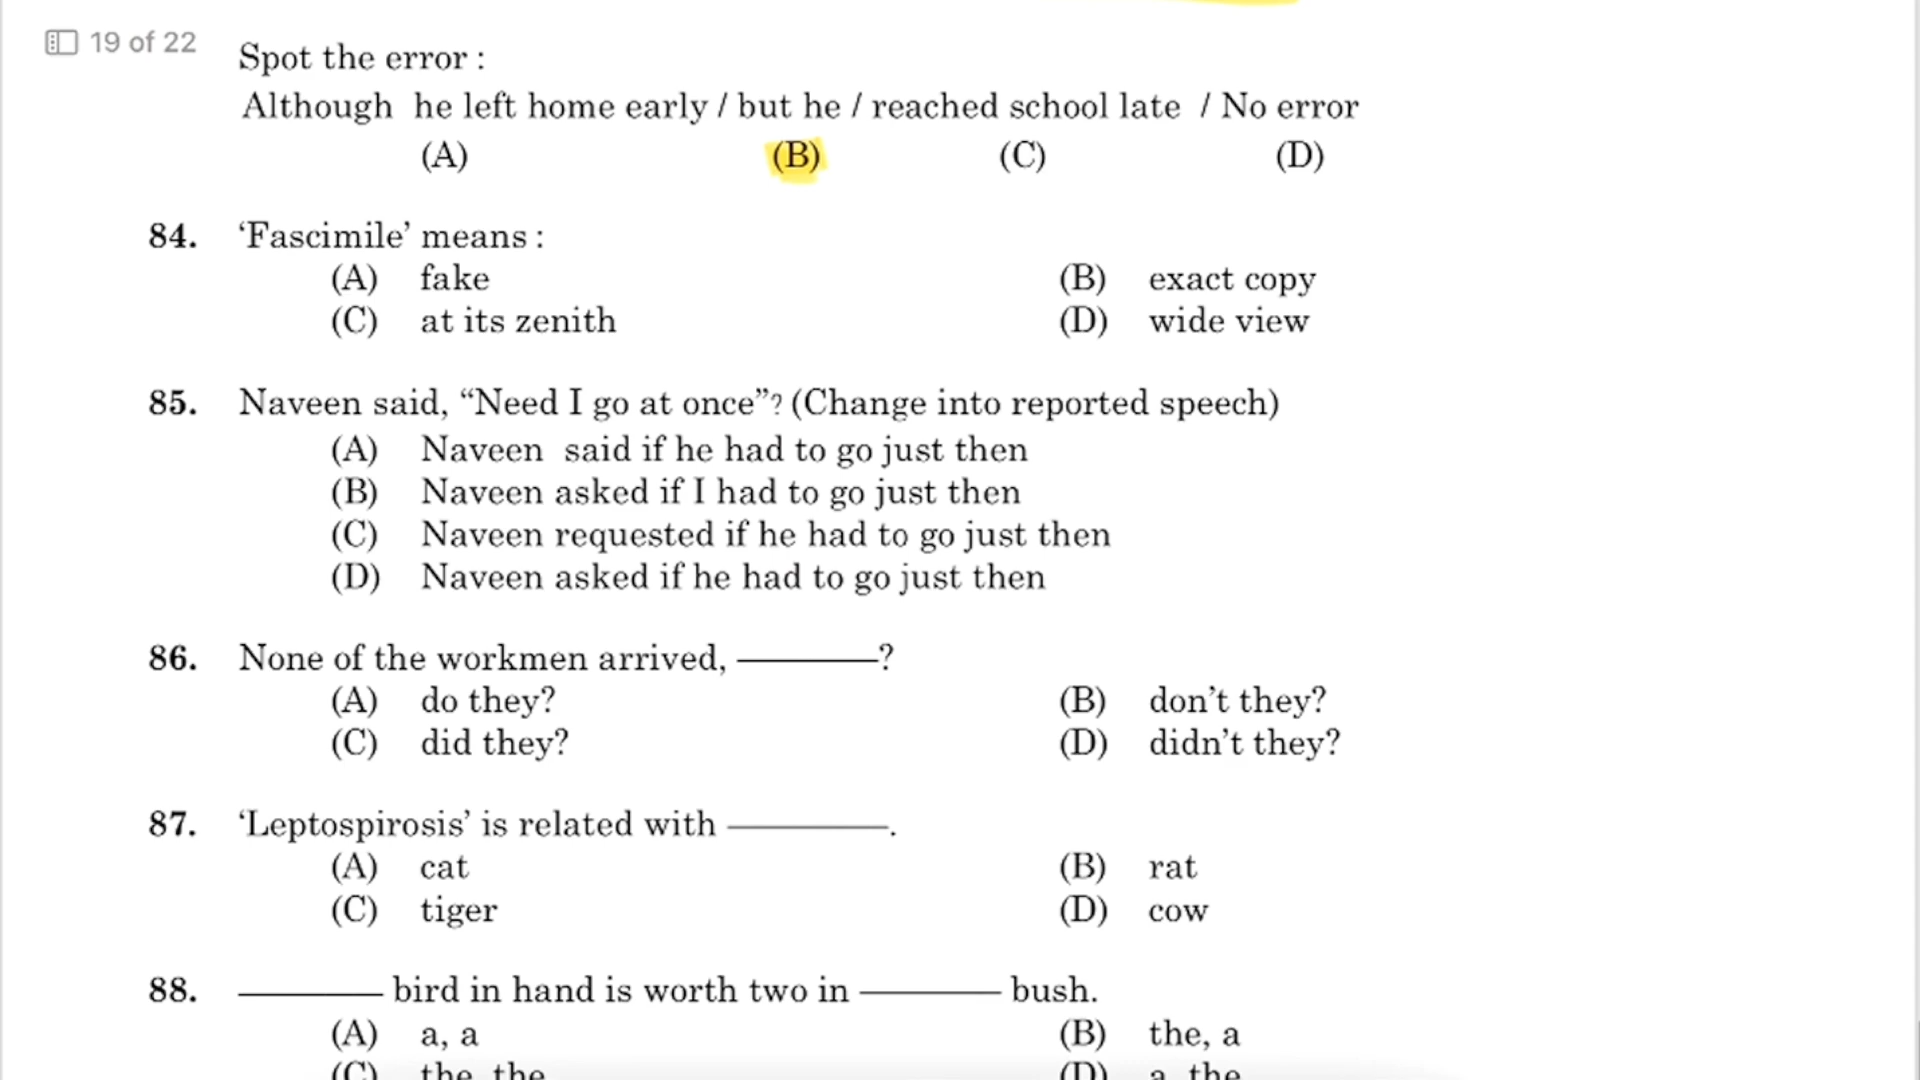 19 of 22
Spot the error :
Although he left home early / but he / reached school late / No error
(A) (B) (C) (D)
84. ‘Fascimile’ means :
(A) fake (B) exact copy
(C) at its zenith (D) wide view
85. Naveen said, “Need I go at once”? (Change into reported speech)
(A) Naveen said if he had to go just then
(B) Naveen asked if I had to go just then
(C) Naveen requested if he had to go just then
(D) Naveen asked if he had to go just then
86. None of the workmen arrived, ————?
(A) do they? (B) don’t they?
(C) did they? (D) didn’t they?
87. ‘Leptospirosis’ is related with ————.
(A) cat (B) rat
(C) tiger (D) cow
88. ———— bird in hand is worth two in ———— bush.
(A) a, a (B) the, a
(C) the, the (D) a, the